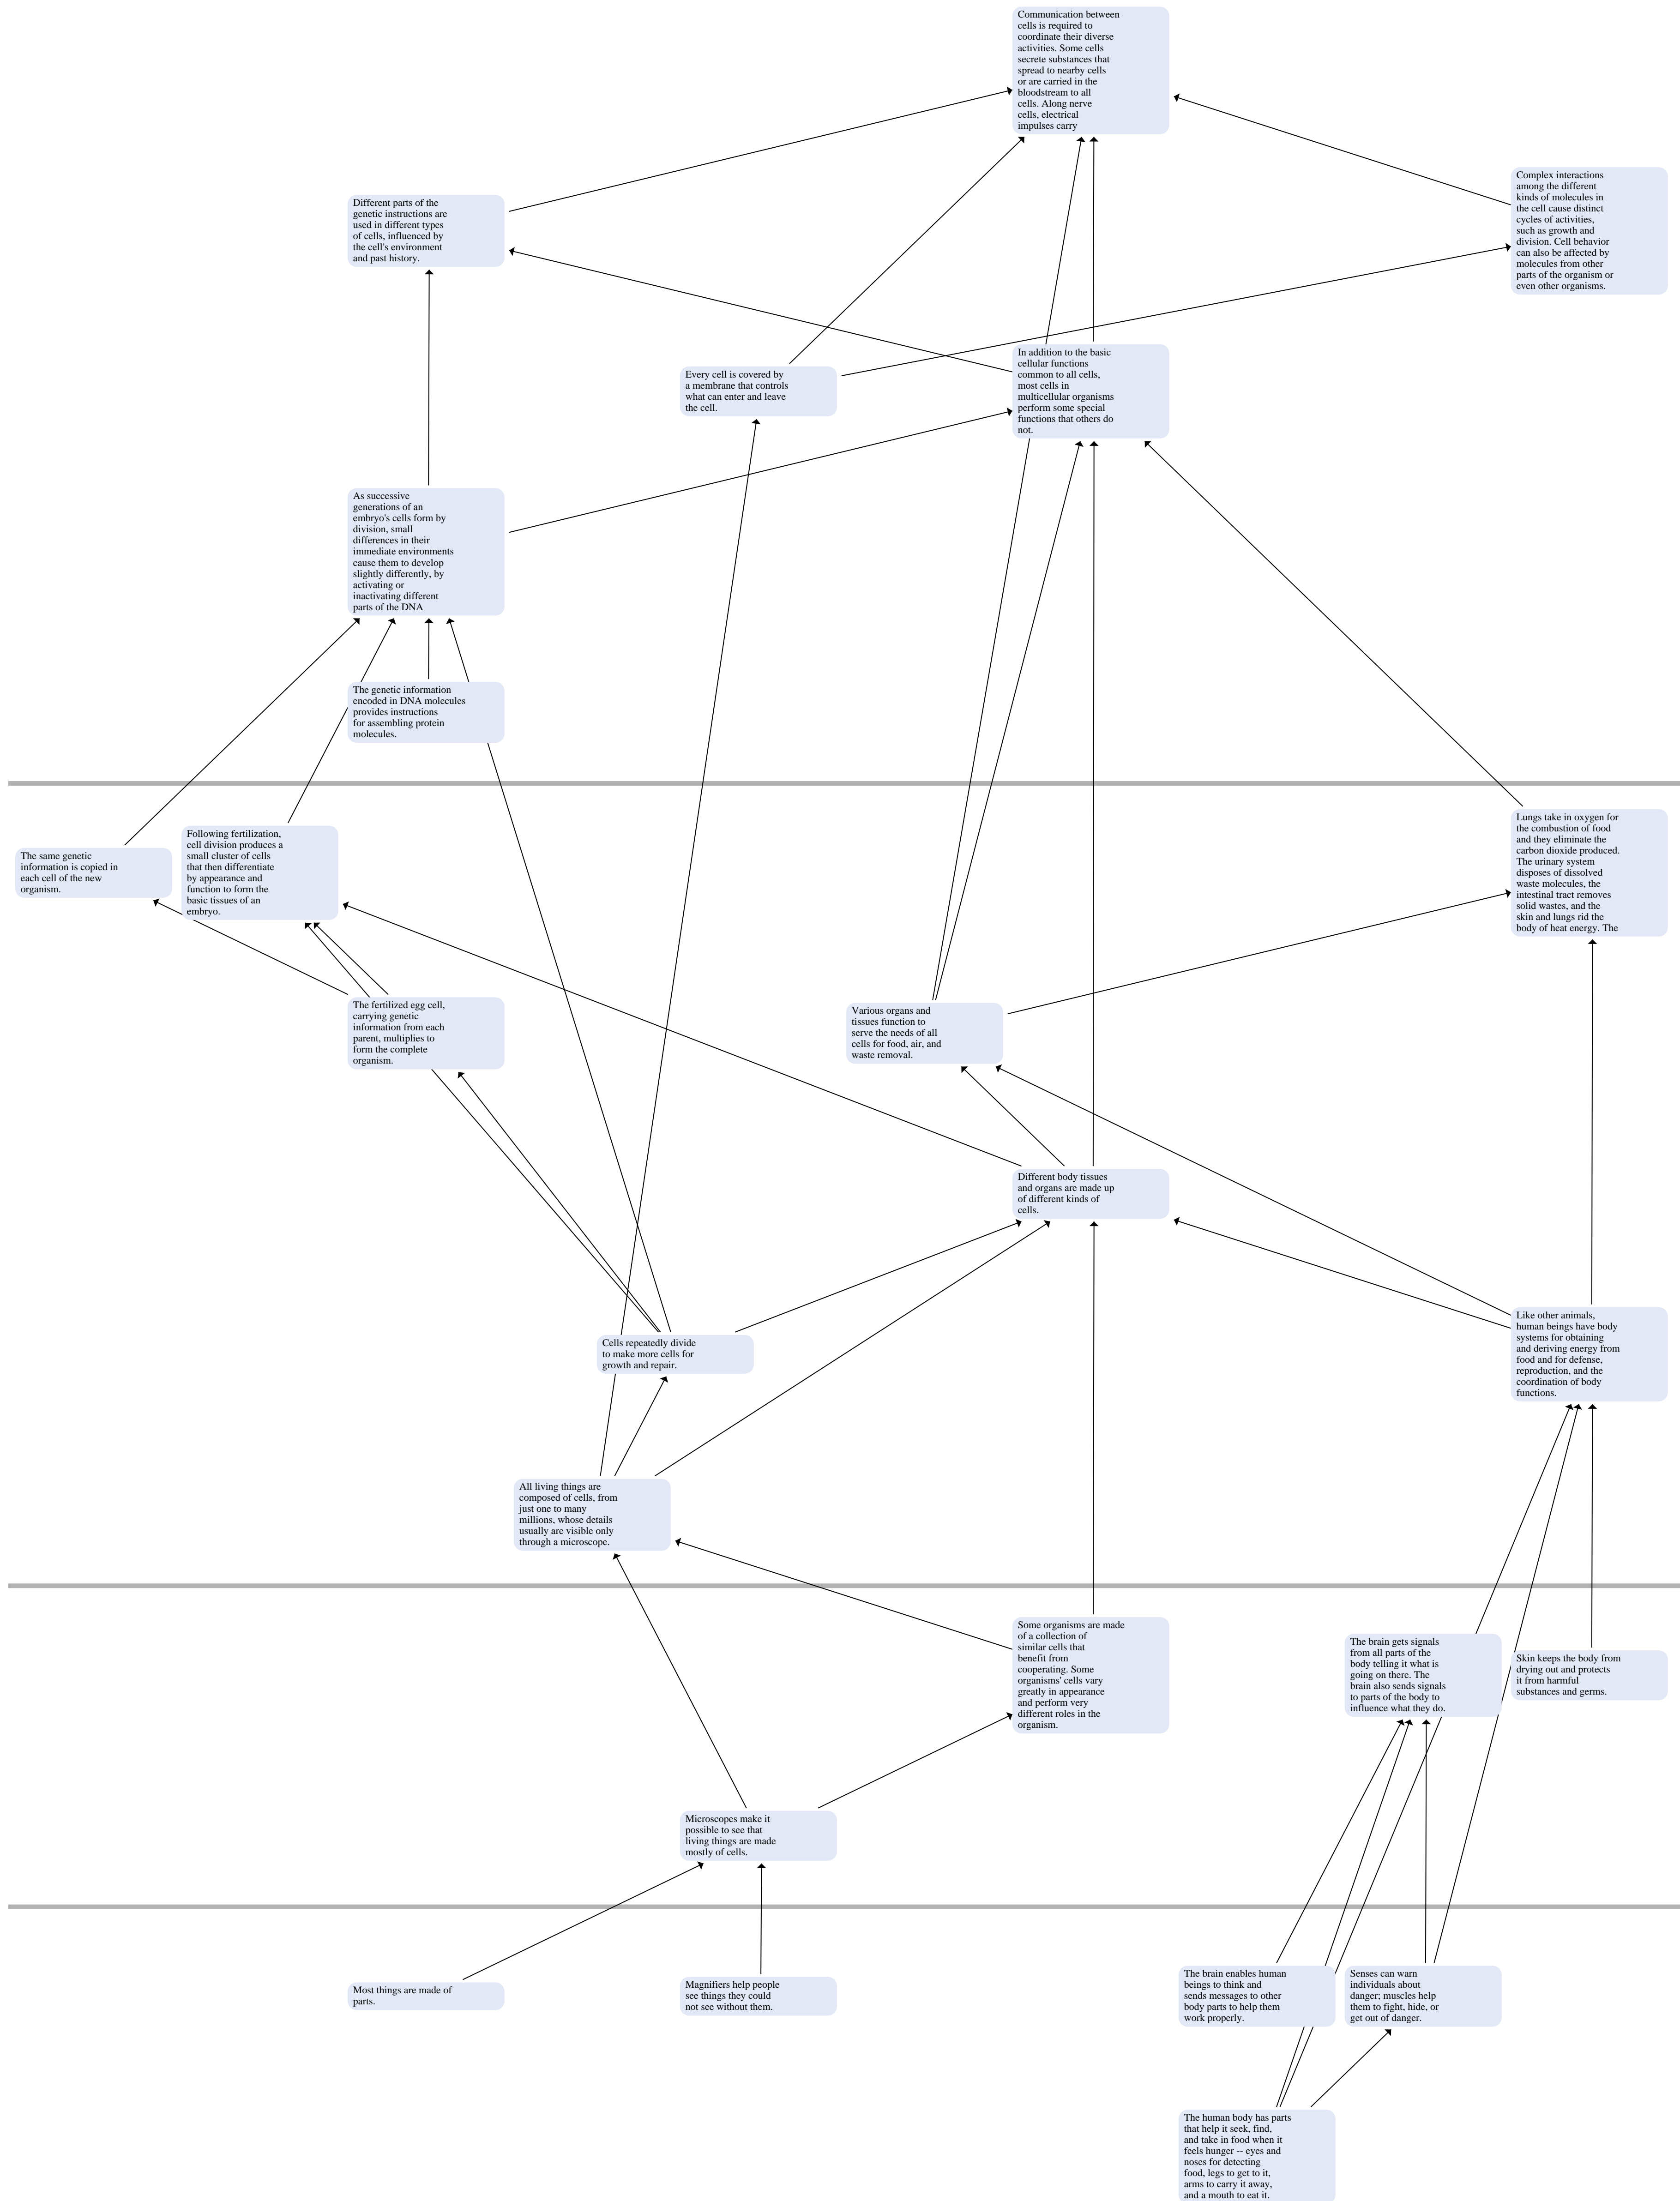 Communication between
cells is required to
coordinate their diverse
activities. Some cells
secrete substances that
spread to nearby cells
or are carried in the
bloodstream to all
cells. Along nerve
cells, electrical
impulses carry
Complex interactions
among the different
kinds of molecules in
the cell cause distinct
cycles of activities,
such as growth and
division. Cell behavior
can also be affected by
molecules from other
parts of the organism or
even other organisms.
Different parts of the
genetic instructions are
used in different types
of cells, influenced by
the cell's environment
and past history.
In addition to the basic
cellular functions
common to all cells,
most cells in
multicellular organisms
perform some special
functions that others do
not.
Every cell is covered by
a membrane that controls
what can enter and leave
the cell.
As successive
generations of an
embryo's cells form by
division, small
differences in their
immediate environments
cause them to develop
slightly differently, by
activating or
inactivating different
parts of the DNA
The genetic information
encoded in DNA molecules
provides instructions
for assembling protein
molecules.
Lungs take in oxygen for
the combustion of food
and they eliminate the
carbon dioxide produced.
The urinary system
disposes of dissolved
waste molecules, the
intestinal tract removes
solid wastes, and the
skin and lungs rid the
body of heat energy. The
Following fertilization,
cell division produces a
small cluster of cells
that then differentiate
by appearance and
function to form the
basic tissues of an
embryo.
The same genetic
information is copied in
each cell of the new
organism.
The fertilized egg cell,
carrying genetic
information from each
parent, multiplies to
form the complete
organism.
Various organs and
tissues function to
serve the needs of all
cells for food, air, and
waste removal.
Different body tissues
and organs are made up
of different kinds of
cells.
Like other animals,
human beings have body
systems for obtaining
and deriving energy from
food and for defense,
reproduction, and the
coordination of body
functions.
Cells repeatedly divide
to make more cells for
growth and repair.
All living things are
composed of cells, from
just one to many
millions, whose details
usually are visible only
through a microscope.
Some organisms are made
of a collection of
similar cells that
benefit from
cooperating. Some
organisms' cells vary
greatly in appearance
and perform very
different roles in the
organism.
The brain gets signals
from all parts of the
body telling it what is
going on there. The
brain also sends signals
to parts of the body to
influence what they do.
Skin keeps the body from
drying out and protects
it from harmful
substances and germs.
Microscopes make it
possible to see that
living things are made
mostly of cells.
Most things are made of
parts.
Magnifiers help people
see things they could
not see without them.
The brain enables human
beings to think and
sends messages to other
body parts to help them
work properly.
Senses can warn
individuals about
danger; muscles help
them to fight, hide, or
get out of danger.
The human body has parts
that help it seek, find,
and take in food when it
feels hunger -- eyes and
noses for detecting
food, legs to get to it,
arms to carry it away,
and a mouth to eat it.